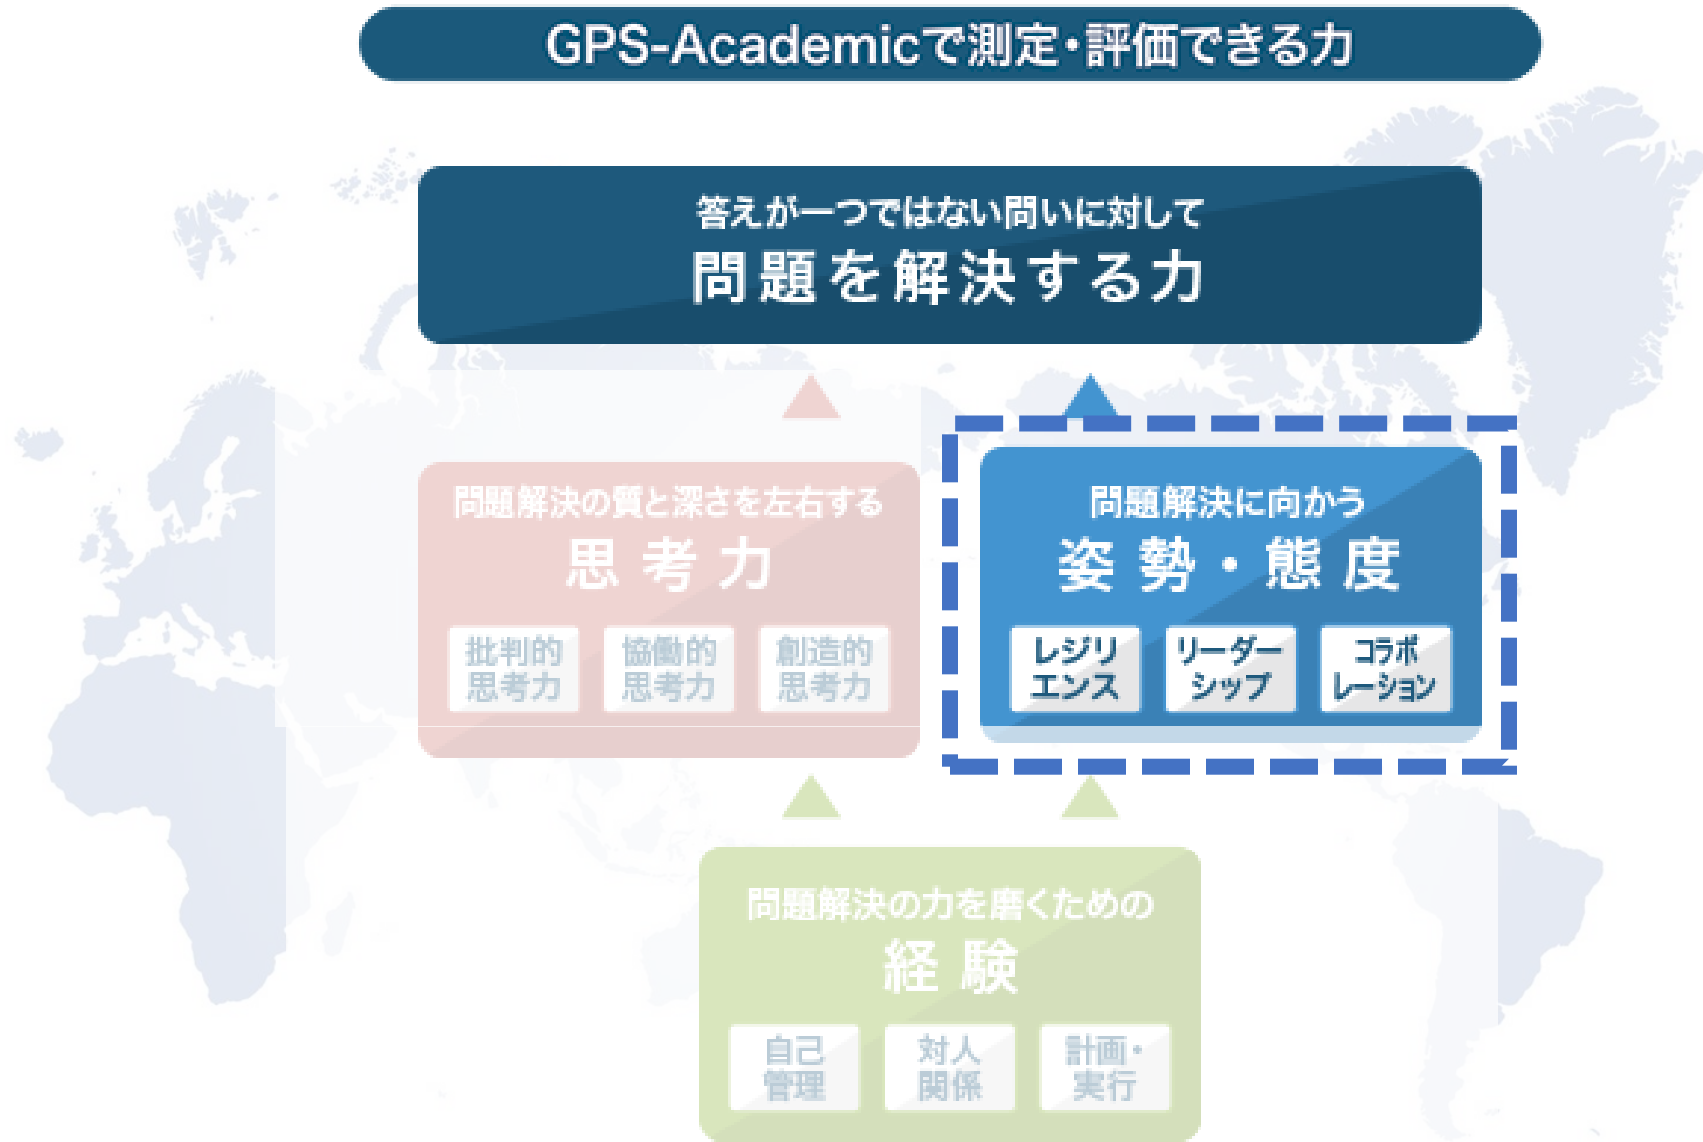 GPS-Academicで測定・評価できる力
答えが一つではない問いに対して
問題を解決する力
問題解決の質と深さを左右する
思考力
批判的
思考力
協働的
思考力
創造的
思考力
問題解決に向かう
姿勢・態度
レジリ
エンス
リーダー
シップ
コラボ
レーション
問題解決の力を磨くための
経験
自己
管理
対人
関係
計画・
実行